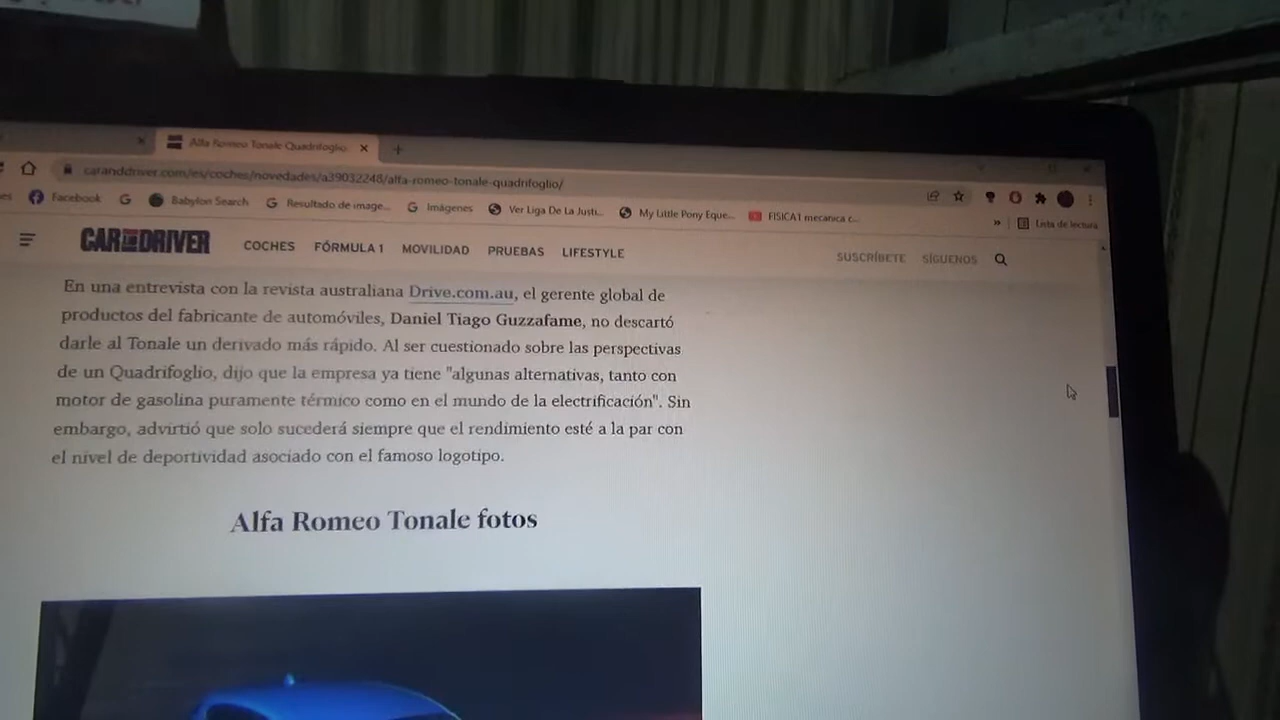 Alfa Romeo Tonale Quadrifoglio
caranddriver.com/es/coches/novedades/a39032248/alfa-romeo-tonale-quadrifoglio/
Facebook
Babylon Search
Resultado de image...
Imágenes
Ver Liga De La Justi...
My Little Pony Eque...
FISICA1 mecanica c...
Lista de lectura
CAR AND DRIVER
COCHES FÓRMULA 1 MOVILIDAD PRUEBAS LIFESTYLE
SUSCRÍBETE SÍGUENOS
En una entrevista con la revista australiana Drive.com.au, el gerente global de
productos del fabricante de automóviles, Daniel Tiago Guzzafame, no descartó
darle al Tonale un derivado más rápido. Al ser cuestionado sobre las perspectivas
de un Quadrifoglio, dijo que la empresa ya tiene "algunas alternativas, tanto con
motor de gasolina puramente térmico como en el mundo de la electrificación". Sin
embargo, advirtió que solo sucederá siempre que el rendimiento esté a la par con
el nivel de deportividad asociado con el famoso logotipo.
Alfa Romeo Tonale fotos